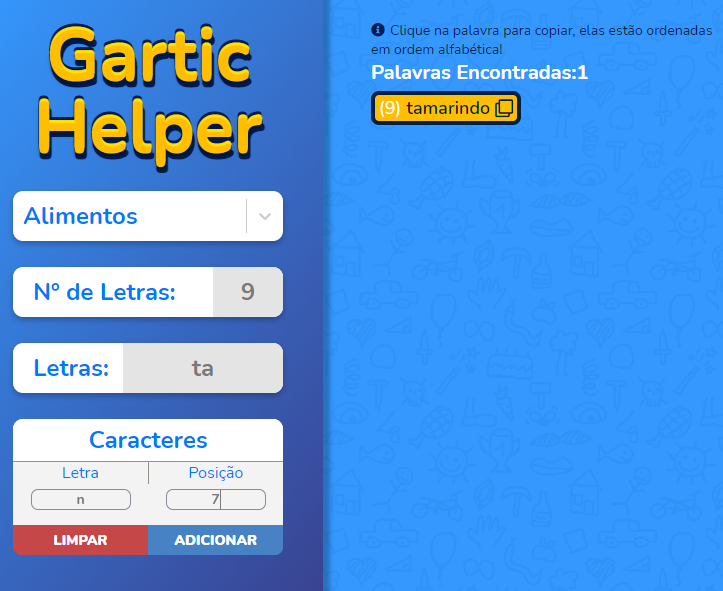 Gartic
Helper
Alimentos
Nº de Letras:
9
Letras:
ta
Caracteres
Letra
Posição
n
7
LIMPAR
ADICIONAR
Clique na palavra para copiar, elas estão ordenadas
em ordem alfabética!
Palavras Encontradas:1
(9) tamarindo